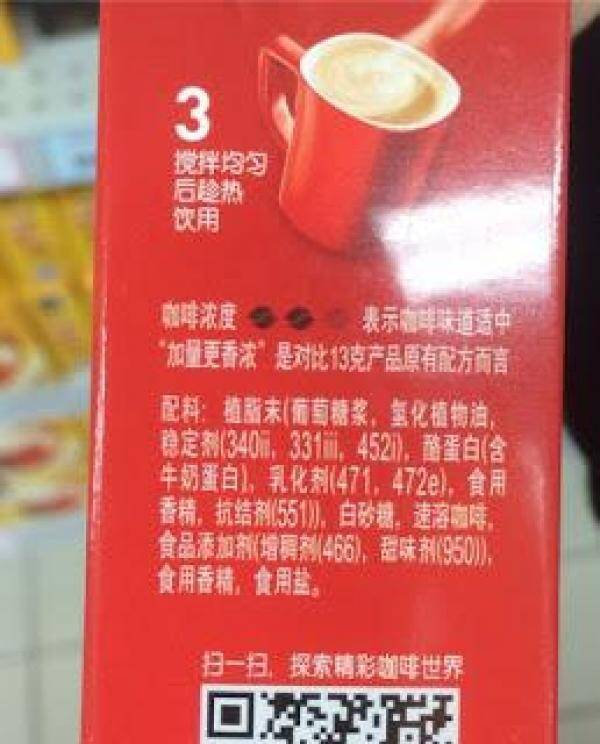 3
搅拌均匀
后趁热
饮用
咖啡浓度 表示咖啡味道适中
“加量更香浓”是对比13克产品原有配方而言
配料：植脂末(葡萄糖浆，氢化植物油，
稳定剂(340ii，331iii，452i)，酪蛋白(含
牛奶蛋白)，乳化剂(471，472e)，食用
香精，抗结剂(551))，白砂糖，速溶咖啡，
食品添加剂(增稠剂(466)，甜味剂(950))，
食用香精，食用盐。
扫一扫，探索精彩咖啡世界